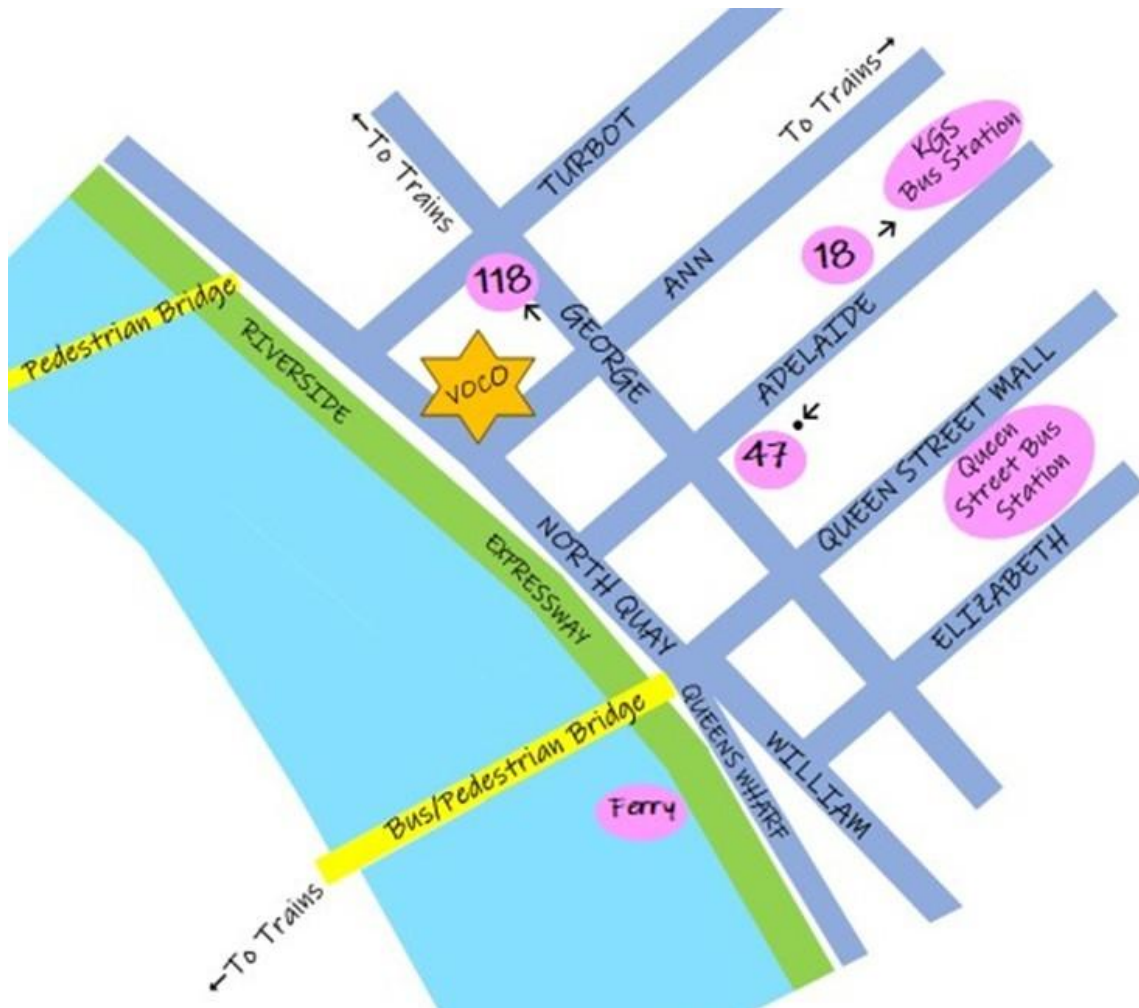 ←To Trains
TURBOT
To Trains→
KGS
Bus Station
118
18
ANN
GEORGE
Pedestrian Bridge
RIVERSIDE
VOCO
ADELAIDE
47
QUEEN STREET MALL
Queen
Street Bus
Station
EXPRESSWAY
NORTH QUAY
ELIZABETH
Bus/Pedestrian Bridge
QUEENS WHARF
WILLIAM
Ferry
←To Trains